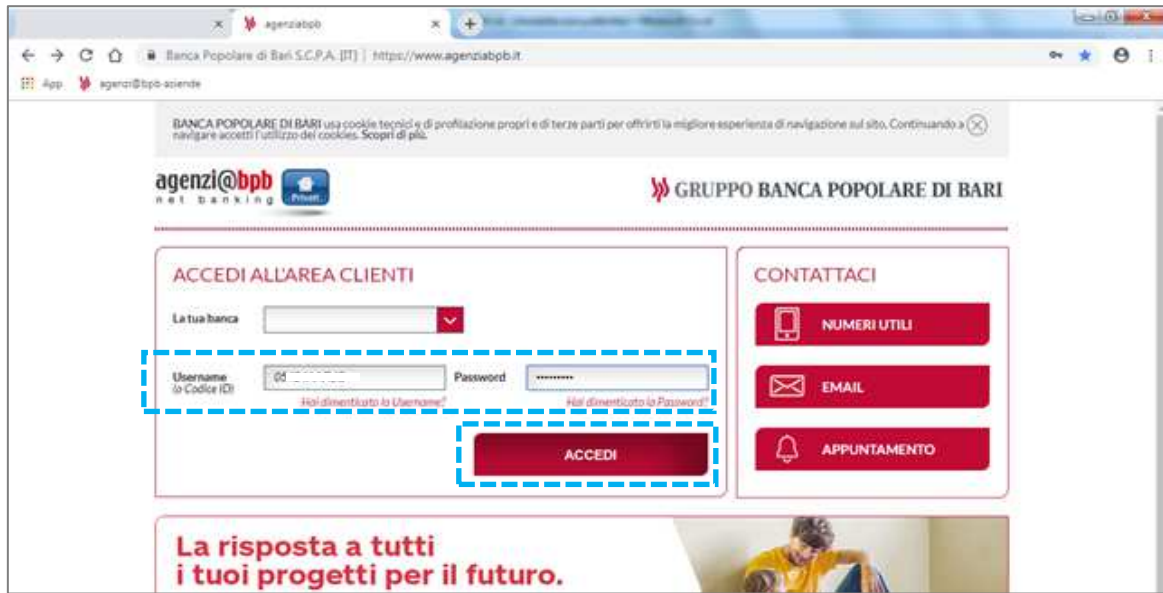 agenziabpb
Banca Popolare di Bari S.C.P.A. [IT] | https://www.agenziabpb.it
App agenzi@bpb-aziende
BANCA POPOLARE DI BARI usa cookie tecnici e di profilazione propri e di terze parti per offrirti la migliore esperienza di navigazione sul sito. Continuando a
navigare accetti l'utilizzo dei cookies. Scopri di più.
agenzi@bpb
net banking
Privati
GRUPPO BANCA POPOLARE DI BARI
ACCEDI ALL'AREA CLIENTI
La tua banca
Username
(o Codice ID)
Password
•••••••••
Hai dimenticato la Username?
Hai dimenticato la Password?
ACCEDI
CONTATTACI
NUMERI UTILI
EMAIL
APPUNTAMENTO
La risposta a tutti
i tuoi progetti per il futuro.